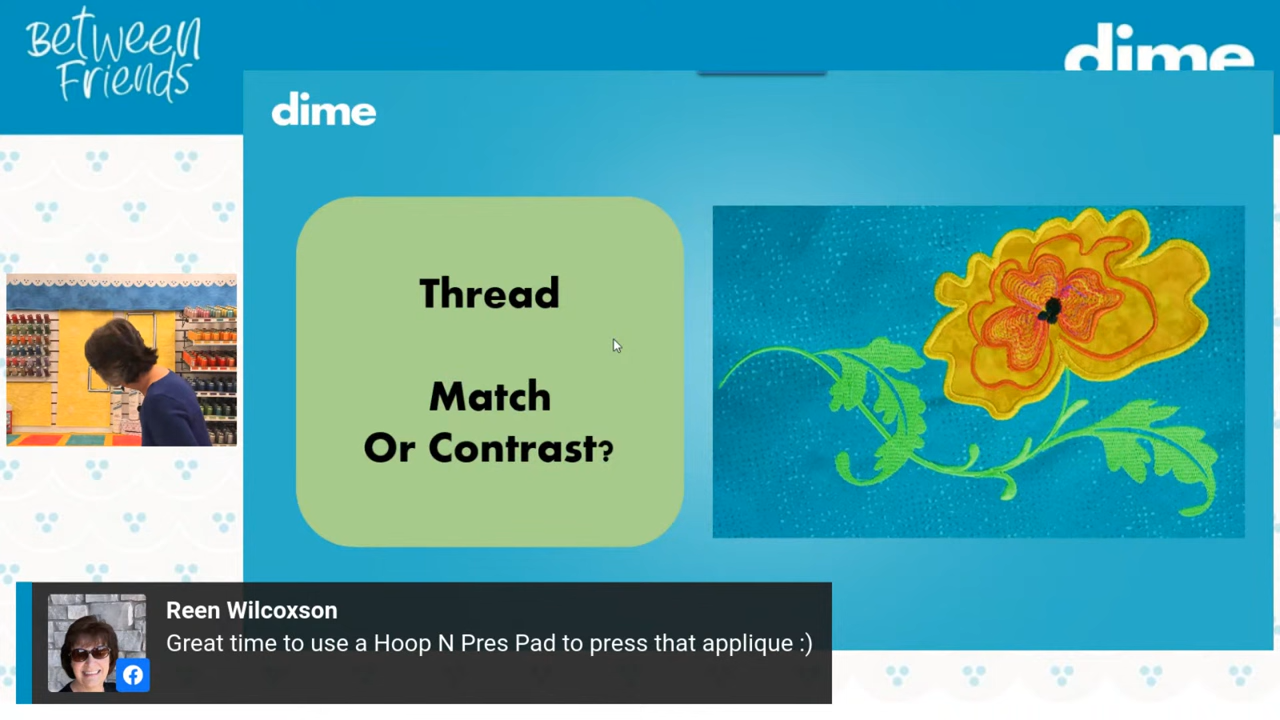 Between
Friends
dime
dime
Thread
Match
Or Contrast?
Reen Wilcoxson
Great time to use a Hoop N Pres Pad to press that applique :)